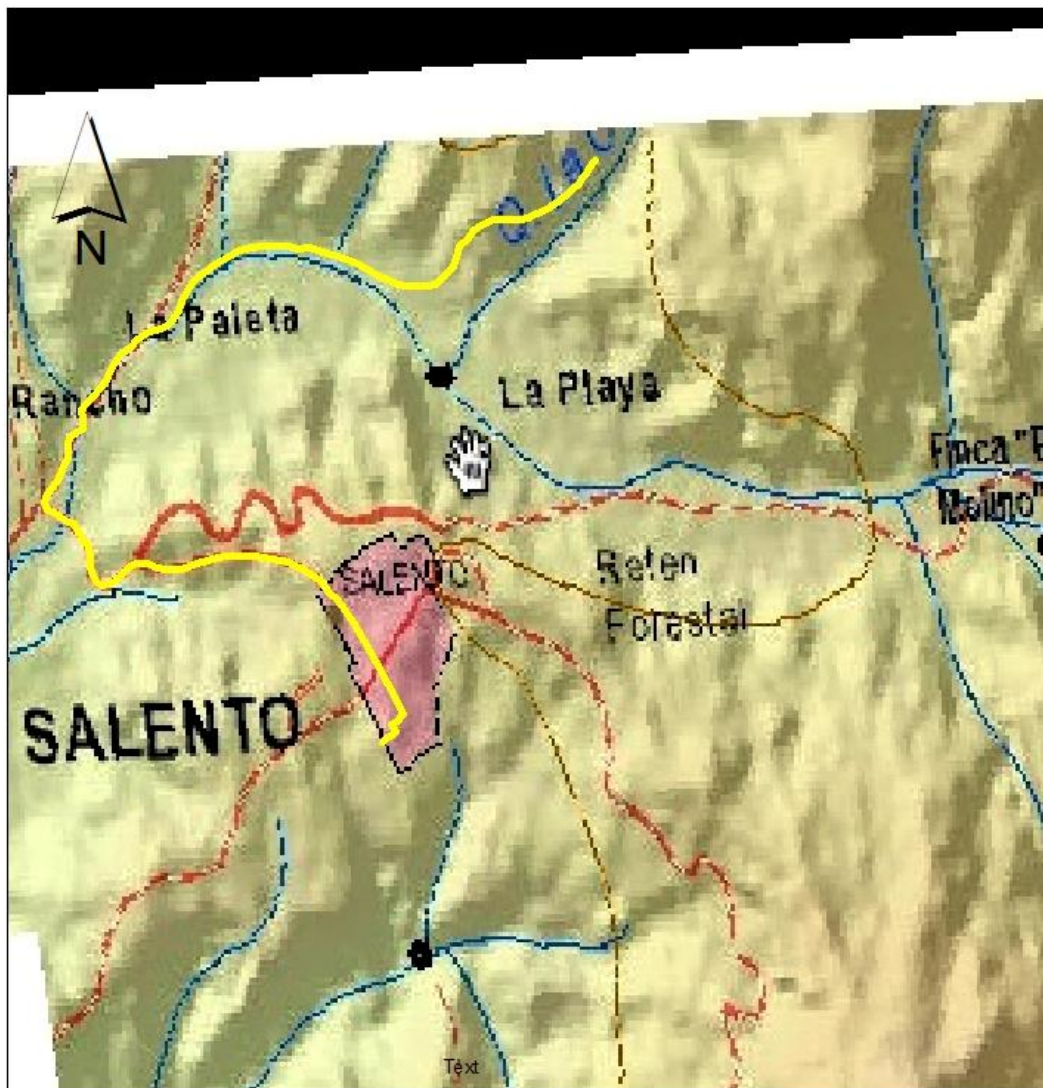 N
La Paleta
Rancho
La Playa
Finca
Molino"
SALENTO
Reten
Forestal
SALENTO
Text